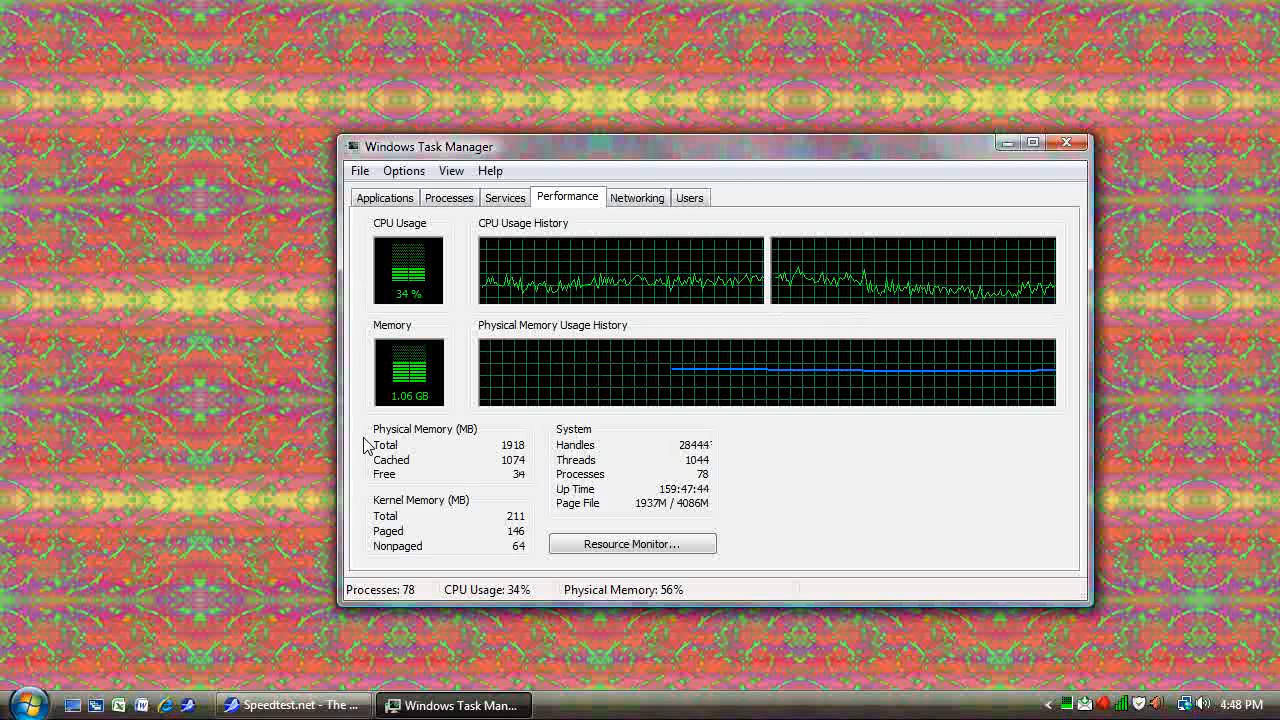 Windows Task Manager
File Options View Help
Applications Processes Services Performance Networking Users
CPU Usage CPU Usage History
34 %
Memory Physical Memory Usage History
1.06 GB
Physical Memory (MB)
Total 1918
Cached 1074
Free 34
Kernel Memory (MB)
Total 211
Paged 146
Nonpaged 64
System
Handles 28444
Threads 1044
Processes 78
Up Time 159:47:44
Page File 1937M / 4086M
Resource Monitor...
Processes: 78 CPU Usage: 34% Physical Memory: 56%
Speedtest.net - The ... Windows Task Man... 4:48 PM